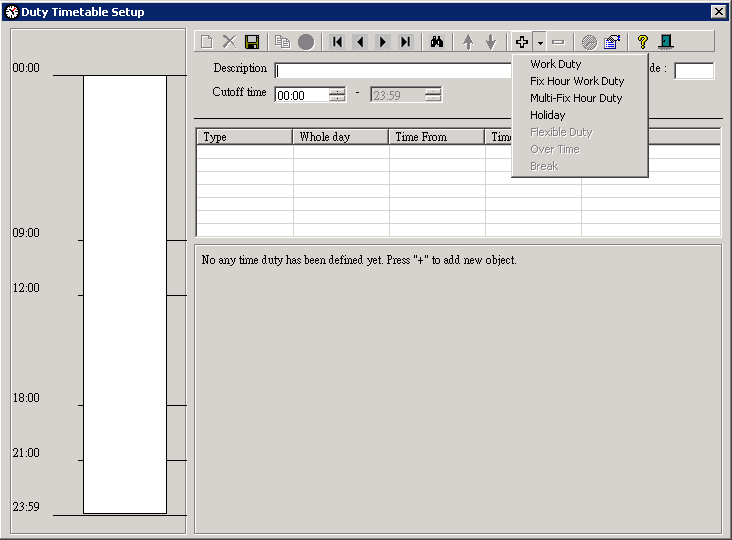 Duty Timetable Setup
Description
de :
Cutoff time 00:00 - 23:59
Work Duty
Fix Hour Work Duty
Multi-Fix Hour Duty
Holiday
Flexible Duty
Over Time
Break
Type Whole day Time From
No any time duty has been defined yet. Press "+" to add new object.
00:00
09:00
12:00
18:00
21:00
23:59